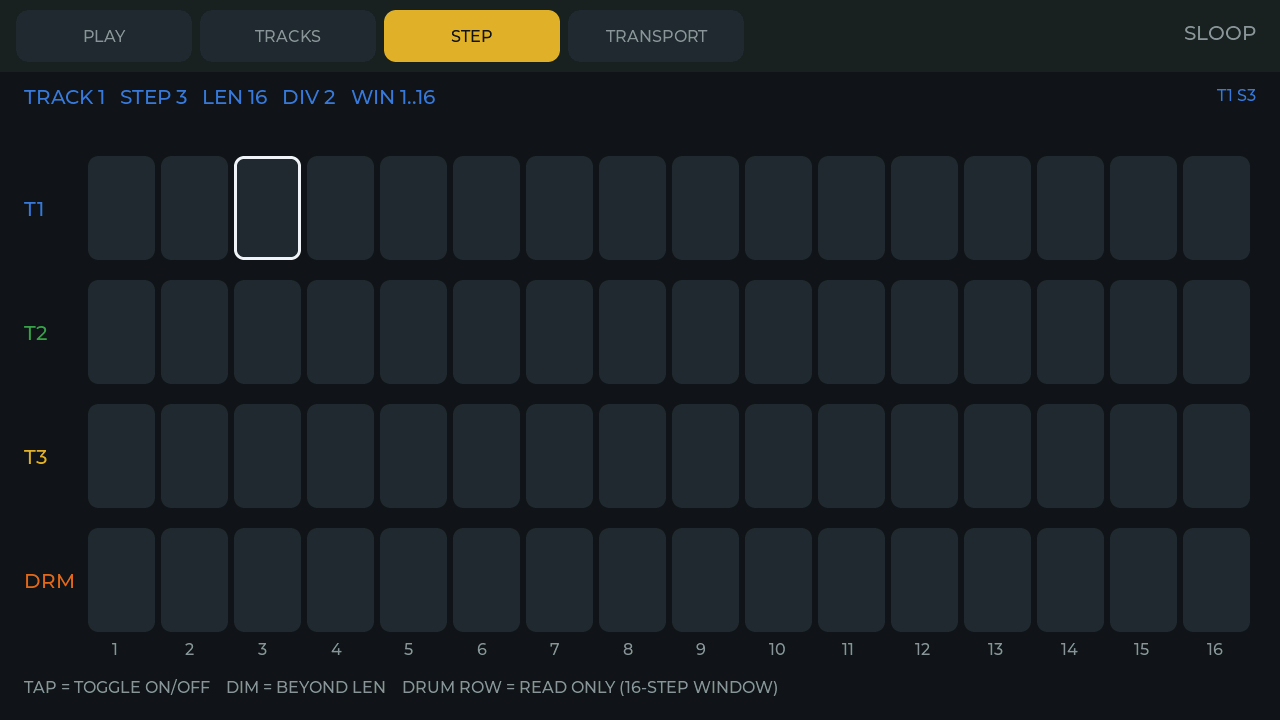 PLAY TRACKS STEP TRANSPORT SLOOP
TRACK 1 STEP 3 LEN 16 DIV 2 WIN 1..16 T1 S3
T1
T2
T3
DRM
1 2 3 4 5 6 7 8 9 10 11 12 13 14 15 16
TAP = TOGGLE ON/OFF DIM = BEYOND LEN DRUM ROW = READ ONLY (16-STEP WINDOW)